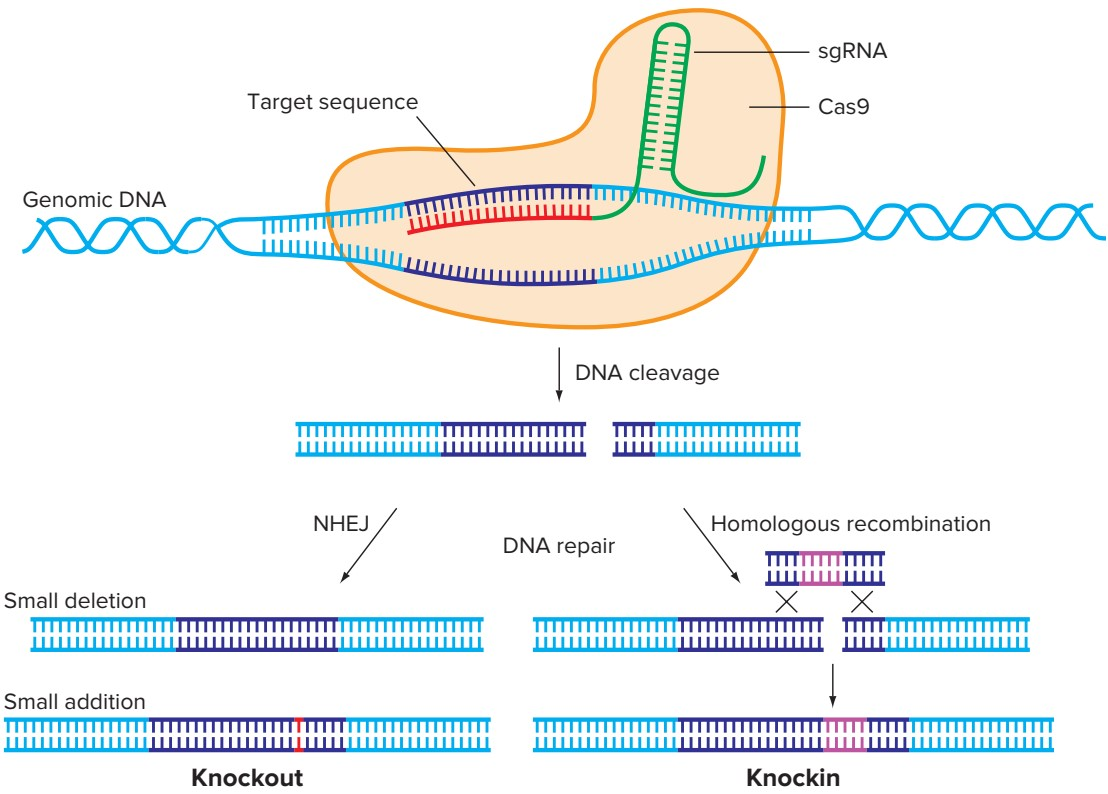 sgRNA
Target sequence
Cas9
Genomic DNA
DNA cleavage
NHEJ
Homologous recombination
DNA repair
Small deletion
Small addition
Knockout
Knockin